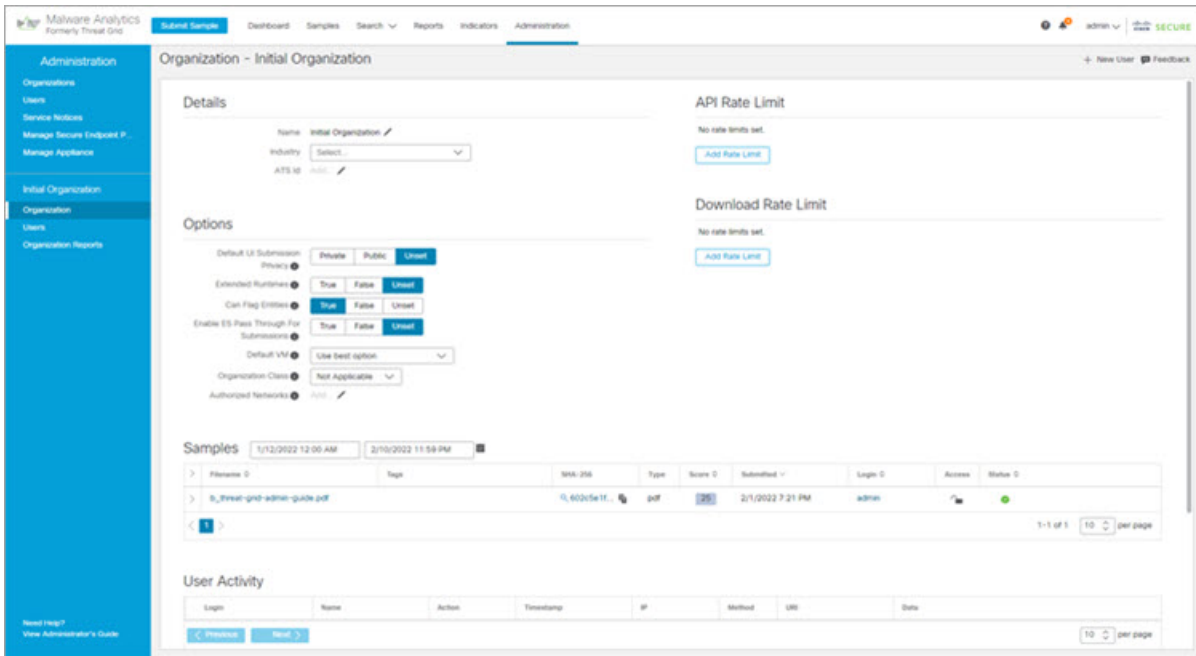 Malware Analytics
Formerly Threat Grid
Submit Sample
Dashboard Samples Search Reports Indicators Administration
admin
CISCO SECURE
Administration
Organizations
Users
Service Notices
Manage Secure Endpoint P...
Manage Appliance
Initial Organization
Organization
Users
Organization Reports
Need Help?
View Administrator's Guide
Organization - Initial Organization
+ New User Feedback
Details
Name Initial Organization
Industry Select...
ATS Id Add...
Options
Default UI Submission
Privacy
Private Public Unset
Extended Runtimes True False Unset
Can Flag Entities True False Unset
Enable ES Pass Through For
Submissions
True False Unset
Default VM Use best option
Organization Class Not Applicable
Authorized Networks Add...
API Rate Limit
No rate limits set.
Add Rate Limit
Download Rate Limit
No rate limits set.
Add Rate Limit
Samples 1/12/2022 12:00 AM 2/10/2022 11:59 PM
Filename Tags SHA-256 Type Score Submitted Login Access Status
b_threat-grid-admin-guide.pdf 602c5e1f... pdf 25 2/1/2022 7:21 PM admin
< 1 >
1-1 of 1 10 per page
User Activity
Login Name Action Timestamp IP Method URI Data
< Previous Next >
10 per page